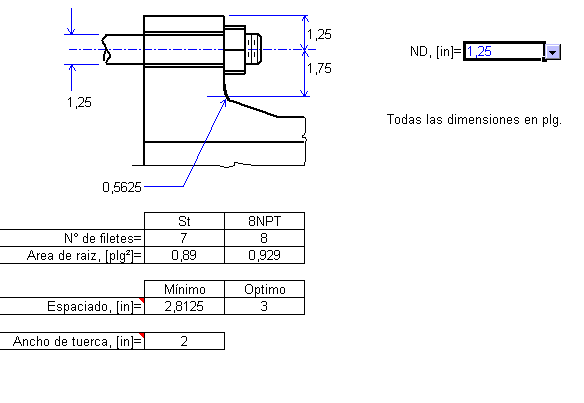 1,25
ND, [in]= 1,25
1,75
1,25
Todas las dimensiones en plg.
0,5625
St 8NPT
N° de filetes= 7 8
Area de raiz, [plg²]= 0,89 0,929
Mínimo Optimo
Espaciado, [in]= 2,8125 3
Ancho de tuerca, [in]= 2